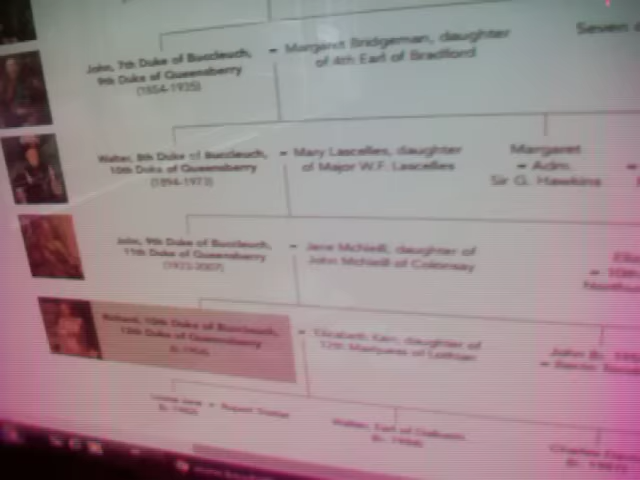 John, 7th Duke of Buccleuch,
9th Duke of Queensberry
(1864-1935)
= Margaret Bridgeman, daughter
of 4th Earl of Bradford
Seven
Walter, 8th Duke of Buccleuch,
10th Duke of Queensberry
(1894-1973)
= Mary Lascelles, daughter
of Major W.F. Lascelles
Margaret
= Adm.
Sir G. Hawkins
John, 9th Duke of Buccleuch,
11th Duke of Queensberry
(1923-2007)
= Jane McNeill, daughter of
John McNeill of Colonsay
= 10th
Richard, 10th Duke of Buccleuch,
12th Duke of Queensberry
= Elizabeth Kerr, daughter of
12th Marquess of Lothian
John
Walter, Earl of Dalkeith
Charles